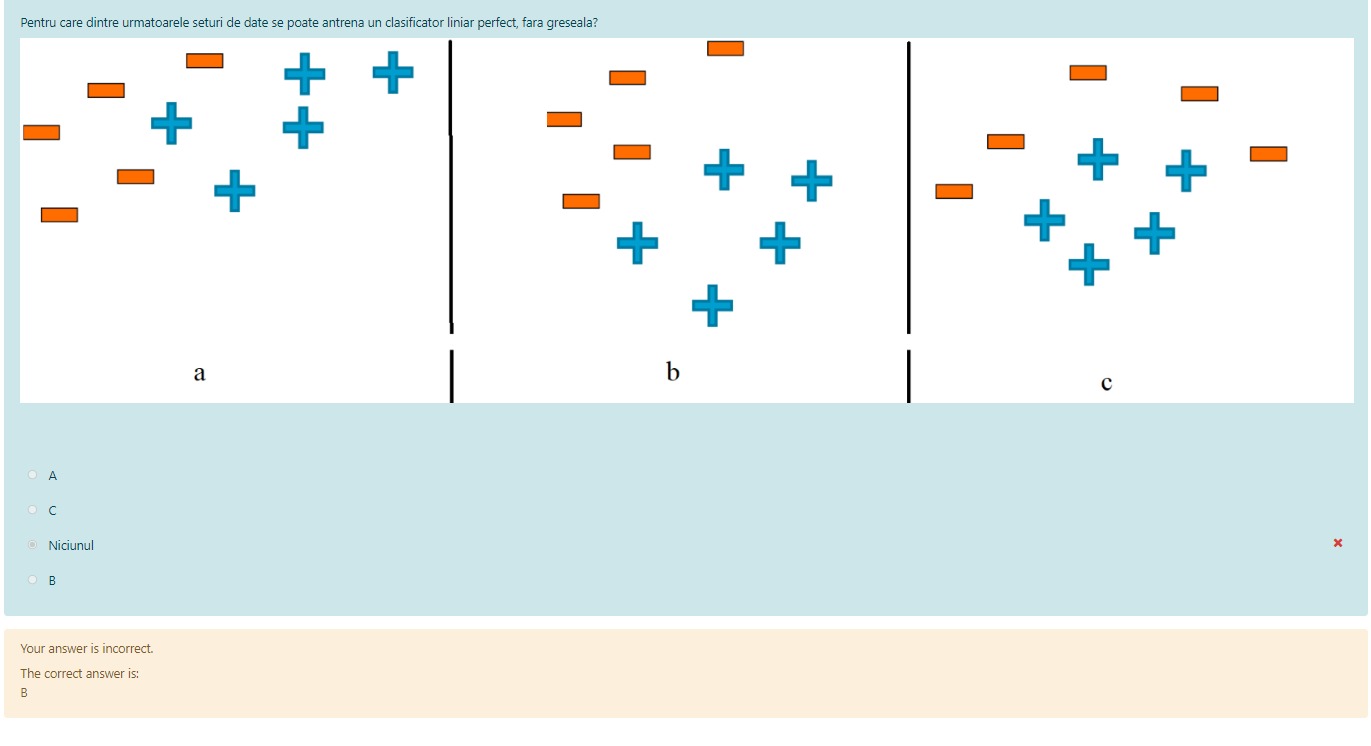 Pentru care dintre urmatoarele seturi de date se poate antrena un clasificator liniar perfect, fara greseala?
a
b
c
A
C
Niciunul
B
Your answer is incorrect.
The correct answer is:
B